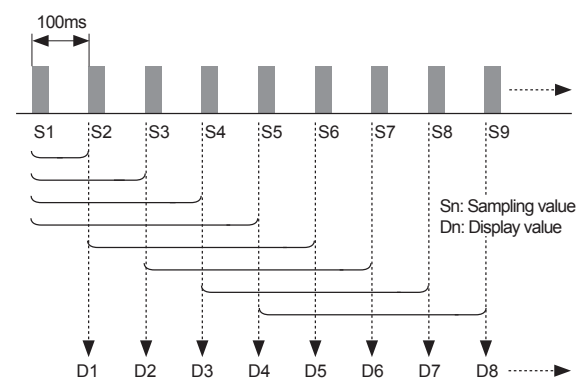 100ms
S1 S2 S3 S4 S5 S6 S7 S8 S9
Sn: Sampling value
Dn: Display value
D1 D2 D3 D4 D5 D6 D7 D8